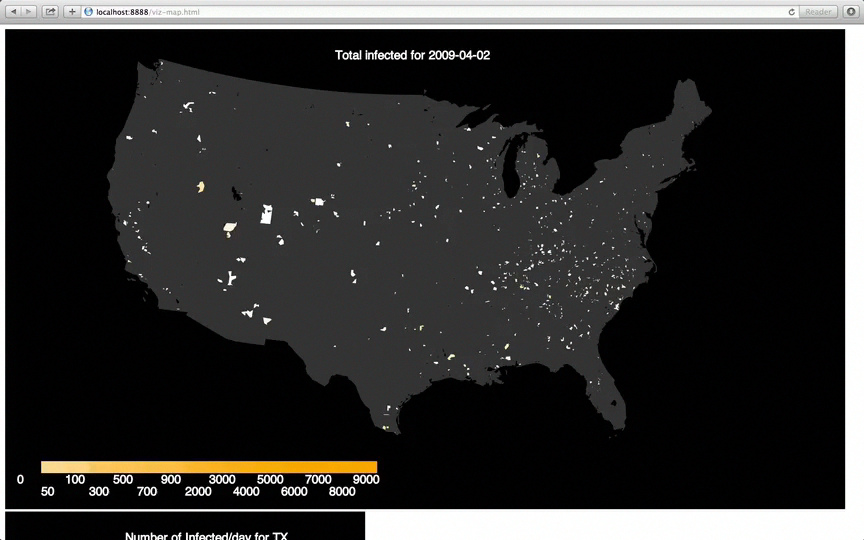 localhost:8888/viz-map.html
Reader
Total infected for 2009-04-02
0 100 500 900 3000 5000 7000 9000
50 300 700 2000 4000 6000 8000
Number of Infected/day for TX